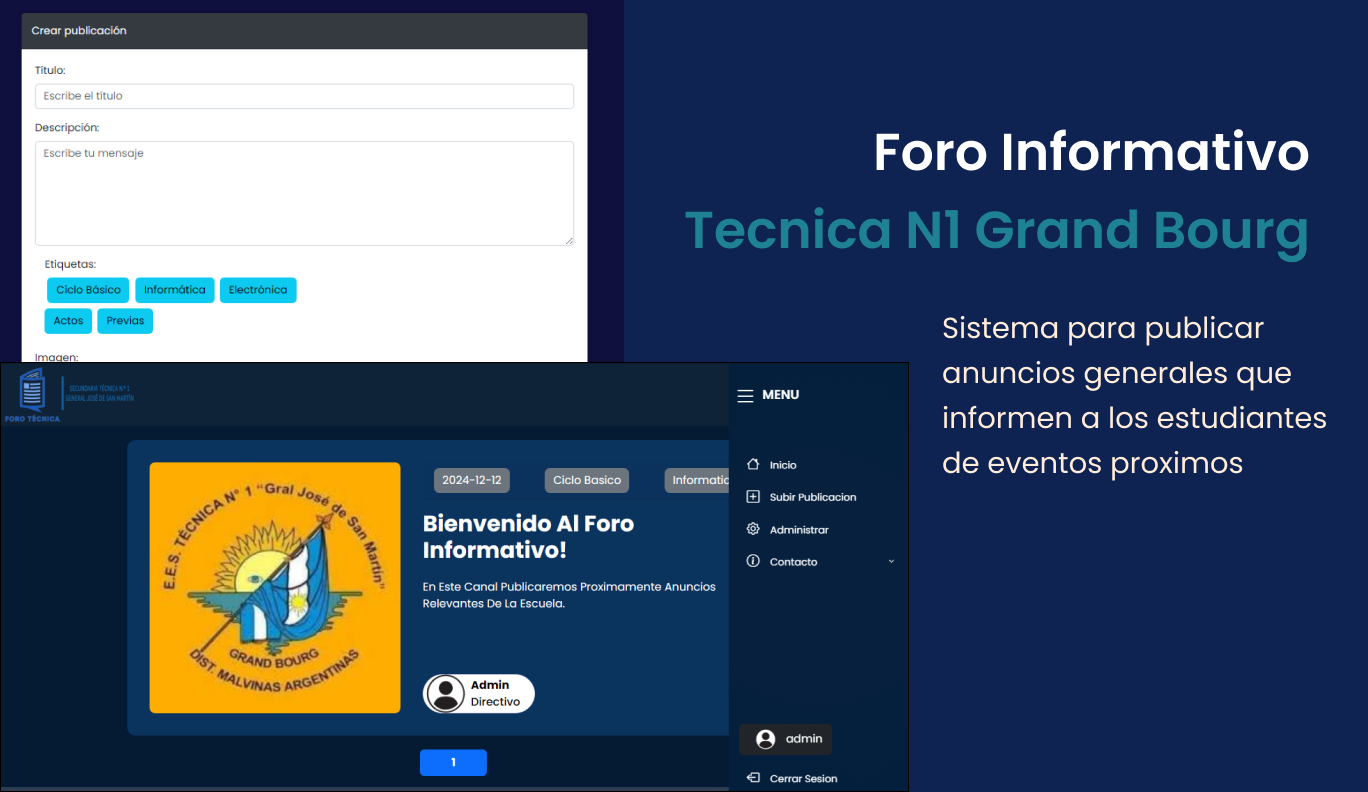 Crear publicación
Título:
Escribe el título
Descripción:
Escribe tu mensaje
Etiquetas:
Ciclo Básico
Informática
Electrónica
Actos
Previas
Imagen:
Foro Informativo
Tecnica N1 Grand Bourg
Sistema para publicar
anuncios generales que
informen a los estudiantes
de eventos proximos
FORO TÉCNICA
SECUNDARIA TÉCNICA Nº 1
GENERAL JOSÉ DE SAN MARTÍN
E.E.S. TÉCNICA Nº 1 "Gral José de San Martin"
GRAND BOURG
DIST. MALVINAS ARGENTINAS
2024-12-12
Ciclo Basico
Informatic
Bienvenido Al Foro
Informativo!
En Este Canal Publicaremos Proximamente Anuncios
Relevantes De La Escuela.
Admin
Directivo
1
MENU
Inicio
Subir Publicacion
Administrar
Contacto
admin
Cerrar Sesion